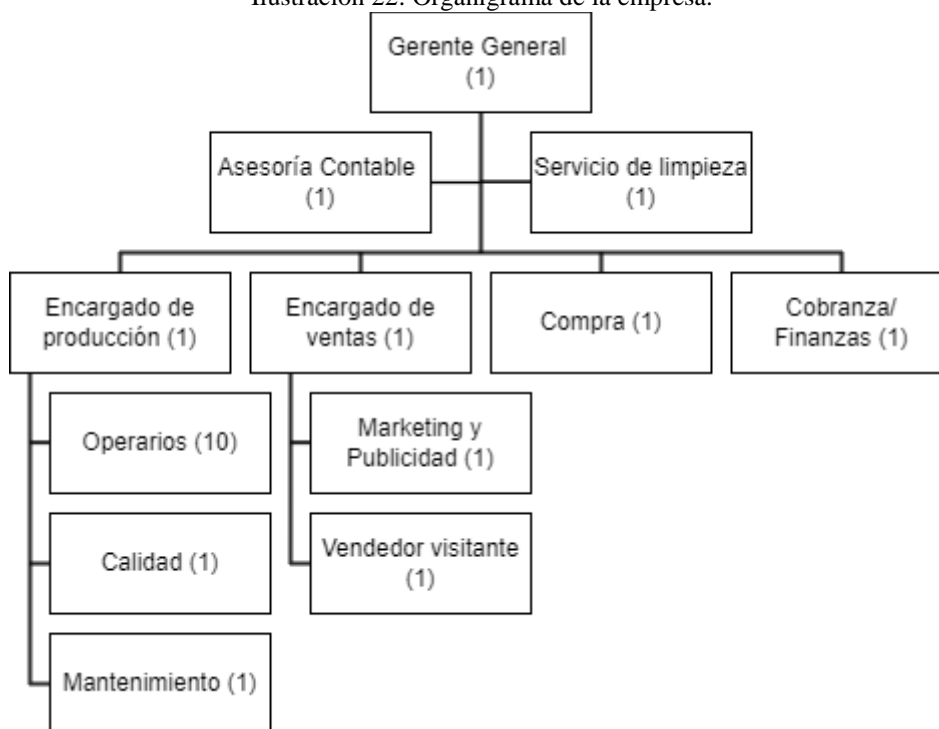 Ilustración 22: Organigrama de la empresa.
Gerente General
(1)
Asesoría Contable
(1)
Servicio de limpieza
(1)
Encargado de
producción (1)
Encargado de
ventas (1)
Compra (1)
Cobranza/
Finanzas (1)
Operarios (10)
Marketing y
Publicidad (1)
Calidad (1)
Vendedor visitante
(1)
Mantenimiento (1)